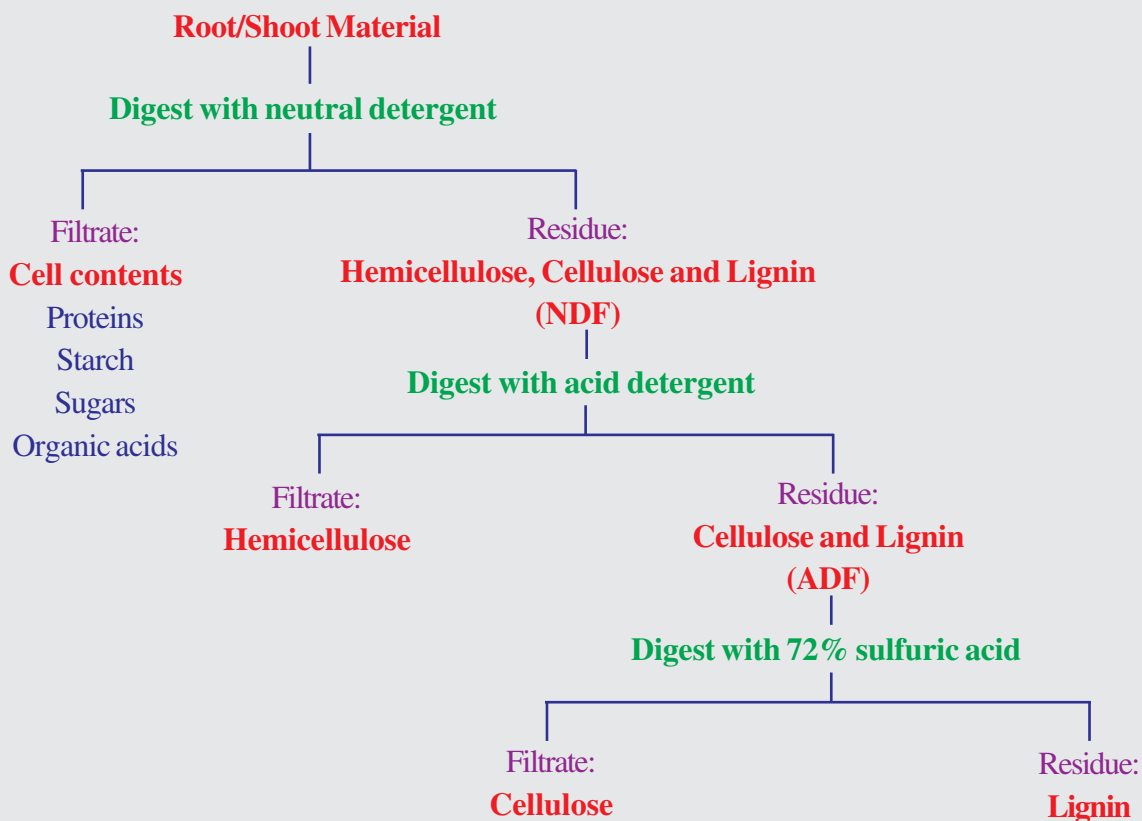 Root/Shoot Material
Digest with neutral detergent
Filtrate:
Cell contents
Proteins
Starch
Sugars
Organic acids
Residue:
Hemicellulose, Cellulose and Lignin
(NDF)
Digest with acid detergent
Filtrate:
Hemicellulose
Residue:
Cellulose and Lignin
(ADF)
Digest with 72% sulfuric acid
Filtrate:
Cellulose
Residue:
Lignin